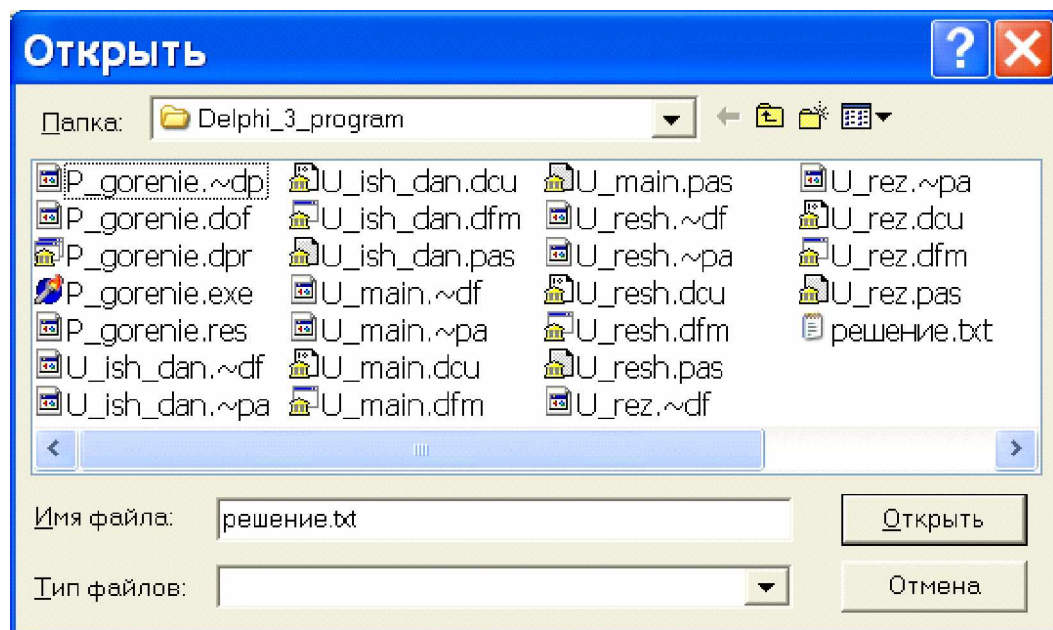 Открыть
Папка: Delphi_3_program
P_gorenie.~dp U_ish_dan.dcu U_main.pas U_rez.~pa
P_gorenie.dof U_ish_dan.dfm U_resh.~df U_rez.dcu
P_gorenie.dpr U_ish_dan.pas U_resh.~pa U_rez.dfm
P_gorenie.exe U_main.~df U_resh.dcu U_rez.pas
P_gorenie.res U_main.~pa U_resh.dfm решение.txt
U_ish_dan.~df U_main.dcu U_resh.pas
U_ish_dan.~pa U_main.dfm U_rez.~df
Имя файла: решение.txt Открыть
Тип файлов: Отмена